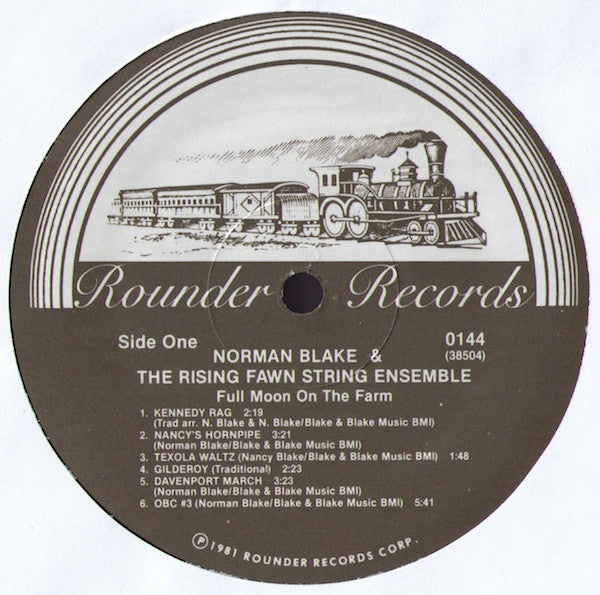 Rounder Records
Side One
0144
(38504)
NORMAN BLAKE &
THE RISING FAWN STRING ENSEMBLE
Full Moon On The Farm
1. KENNEDY RAG 2:19
(Trad arr. N. Blake & N. Blake/Blake & Blake Music BMI)
2. NANCY'S HORNPIPE 3:21
(Norman Blake/Blake & Blake Music BMI)
3. TEXOLA WALTZ (Nancy Blake/Blake & Blake Music BMI) 1:48
4. GILDEROY (Traditional) 2:23
5. DAVENPORT MARCH 3:23
(Norman Blake/Blake & Blake Music BMI)
6. OBC #3 (Norman Blake/Blake & Blake Music BMI) 5:41
℗1981 ROUNDER RECORDS CORP.